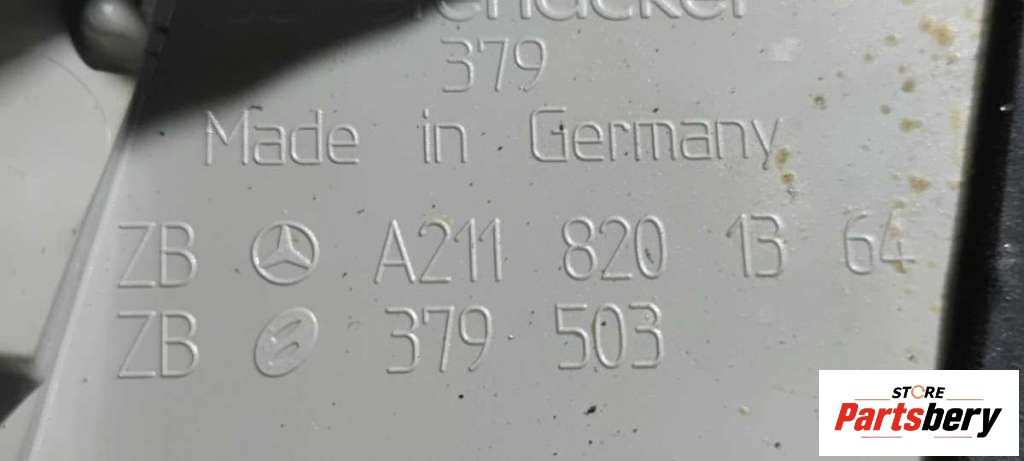 379
Made in Germany
ZB A211 820 13 64
ZB 379 503
STORE
Partsbery